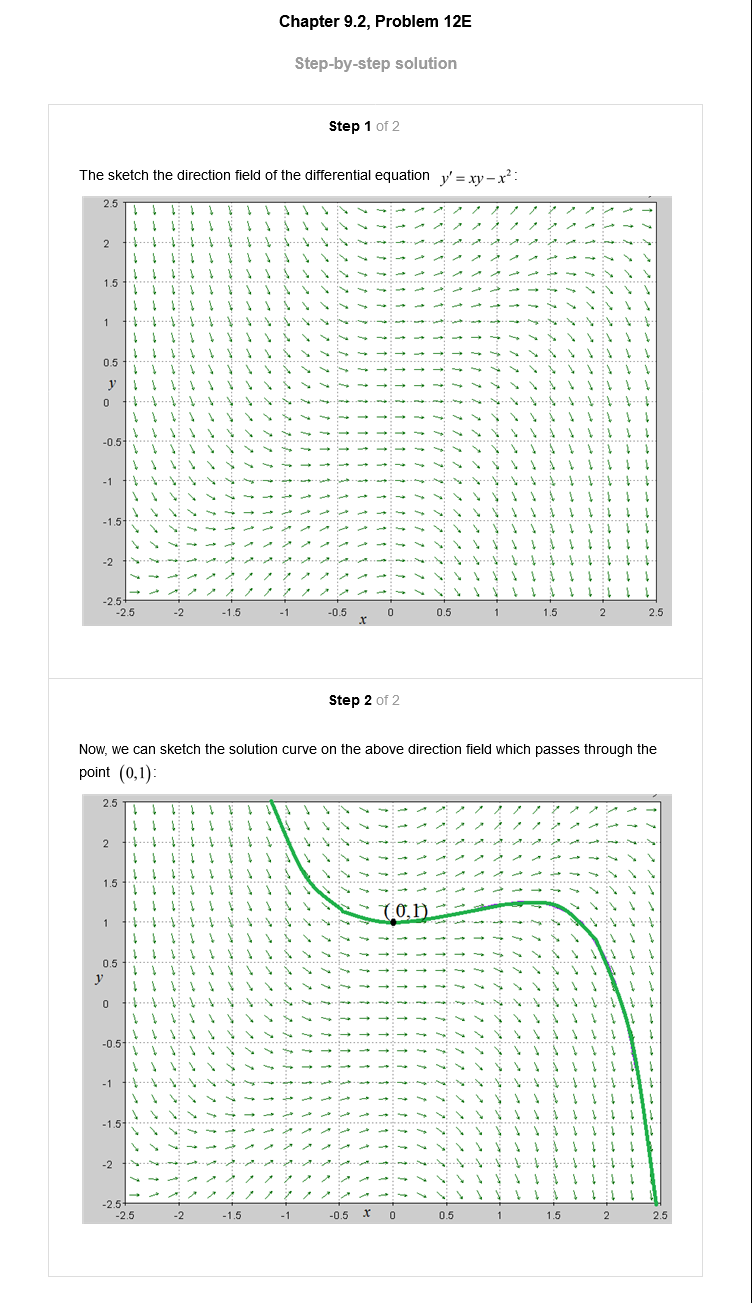 Chapter 9.2, Problem 12E
Step-by-step solution
Step 1 of 2
The sketch the direction field of the differential equation y′ = xy − x² :
2.5
2
1.5
1
0.5
y
0
-0.5
-1
-1.5
-2
-2.5
-2.5 -2 -1.5 -1 -0.5 0 0.5 1 1.5 2 2.5
x
Step 2 of 2
Now, we can sketch the solution curve on the above direction field which passes through the
point (0,1):
2.5
2
1.5
(0,1)
1
0.5
y
0
-0.5
-1
-1.5
-2
-2.5
-2.5 -2 -1.5 -1 -0.5 x 0 0.5 1 1.5 2 2.5